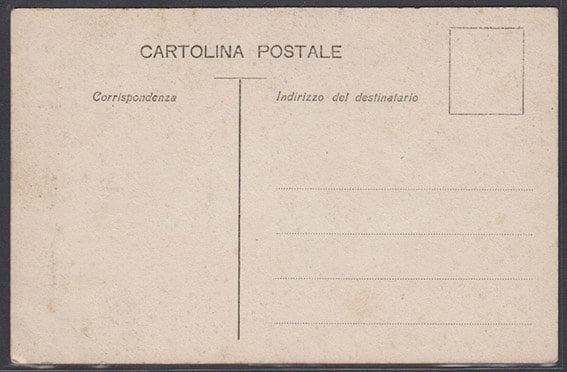 CARTOLINA POSTALE
Corrispondenza
Indirizzo del destinatario